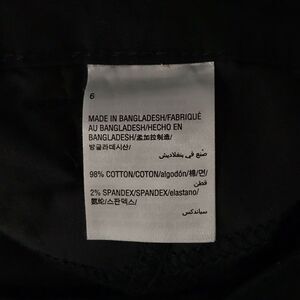 6
MADE IN BANGLADESH/FABRIQUÉ
AU BANGLADESH/HECHO EN
BANGLADESH/孟加拉制造/
방글라데시산/
صنع في بنغلاديش
98% COTTON/COTON/algodón/棉/면/
قطن
2% SPANDEX/SPANDEX/elastano/
氨纶/스판덱스/
سباندكس